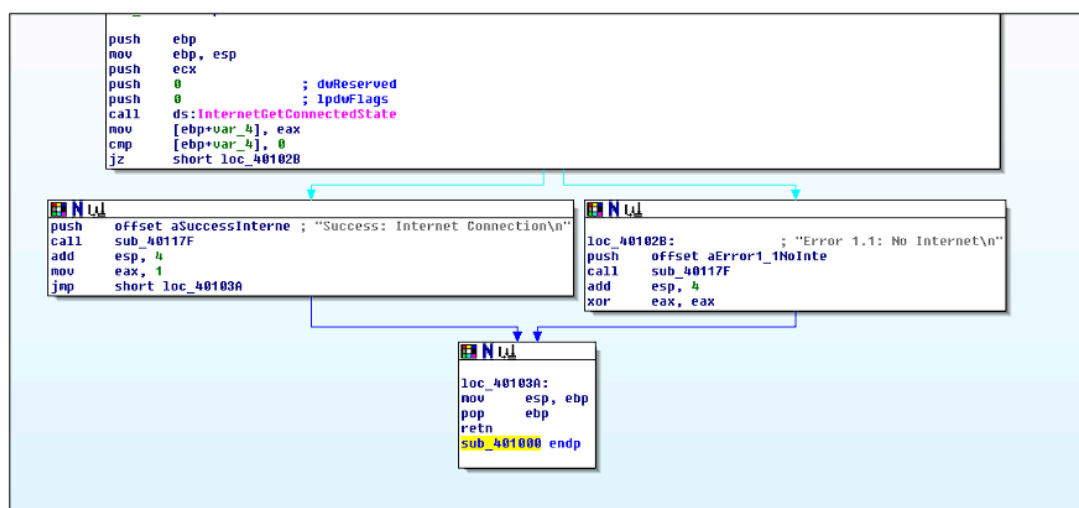 push ebp
mov ebp, esp
push ecx
push 0 ; dwReserved
push 0 ; lpdwFlags
call ds:InternetGetConnectedState
mov [ebp+var_4], eax
cmp [ebp+var_4], 0
jz short loc_40102B
push offset aSuccessInterne ; "Success: Internet Connection\n"
call sub_40117F
add esp, 4
mov eax, 1
jmp short loc_40103A
loc_40102B: ; "Error 1.1: No Internet\n"
push offset aError1_1NoInte
call sub_40117F
add esp, 4
xor eax, eax
loc_40103A:
mov esp, ebp
pop ebp
retn
sub_401000 endp